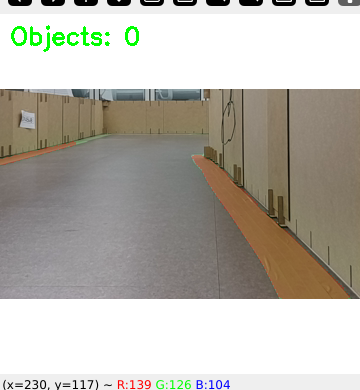 Objects: 0
(x=230, y=117) ~ R:139 G:126 B:104